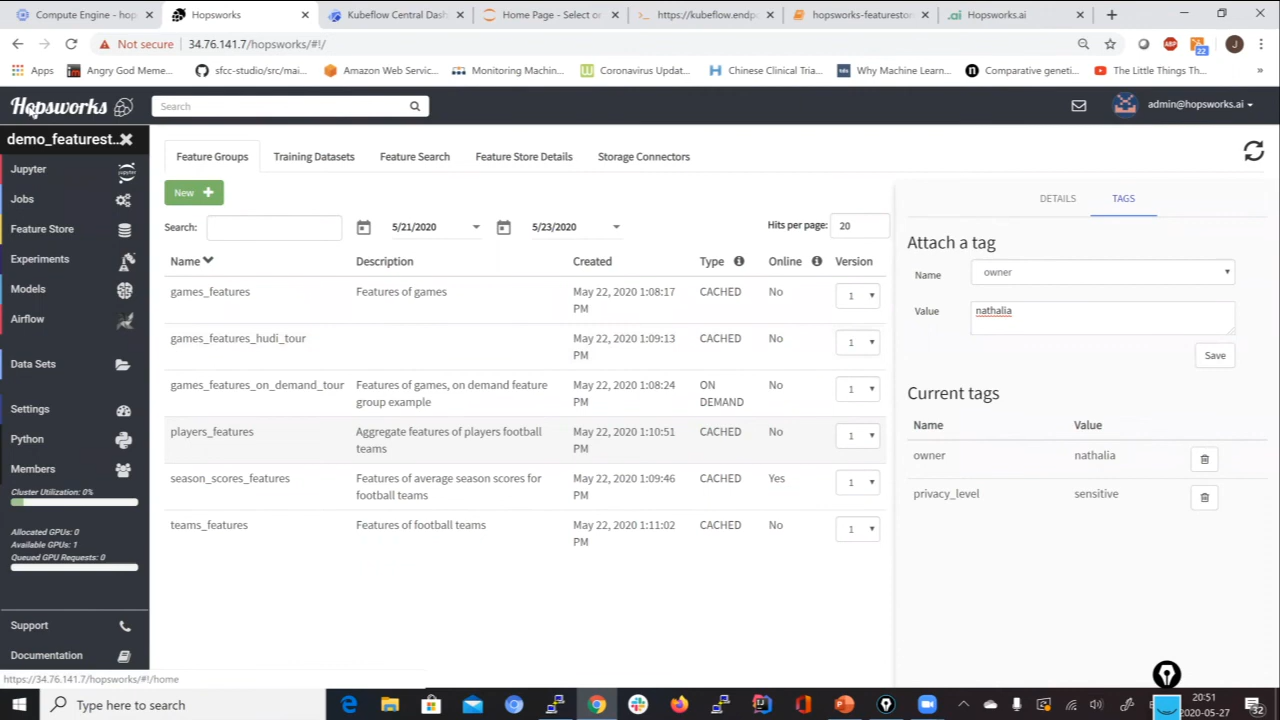 Compute Engine - hop
Hopsworks
Kubeflow Central Das
Home Page - Select or
https://kubeflow.endp
hopsworks-featurestor
Hopsworks.ai
Not secure 34.76.141.7/hopsworks/#!/
22
J
Apps
Angry God Meme...
sfcc-studio/src/mai...
Amazon Web Servic...
Monitoring Machin...
Coronavirus Updat...
Chinese Clinical Tria...
Why Machine Learn...
Comparative geneti...
The Little Things Th...
»
Hopsworks
Search
admin@hopsworks.ai
demo_featurest..
Jupyter
Jobs
Feature Store
Experiments
Models
Airflow
Data Sets
Settings
Python
Members
Cluster Utilization: 0%
Allocated GPUs: 0
Available GPUs: 1
Queued GPU Requests: 0
Support
Documentation
https://34.76.141.7/hopsworks/#!/home
Feature Groups Training Datasets Feature Search Feature Store Details Storage Connectors
New
Search: 5/21/2020 5/23/2020 Hits per page: 20
Name Description Created Type Online Version
games_features Features of games May 22, 2020 1:08:17 CACHED No 1
PM
games_features_hudi_tour May 22, 2020 1:09:13 CACHED No 1
PM
games_features_on_demand_tour Features of games, on demand feature May 22, 2020 1:08:24 ON No 1
group example PM DEMAND
players_features Aggregate features of players football May 22, 2020 1:10:51 CACHED No 1
teams PM
season_scores_features Features of average season scores for May 22, 2020 1:09:46 CACHED Yes 1
football teams PM
teams_features Features of football teams May 22, 2020 1:11:02 CACHED No 1
PM
DETAILS TAGS
Attach a tag
Name owner
Value nathalia
Save
Current tags
Name Value
owner nathalia
privacy_level sensitive
Type here to search
20:51
2020-05-27
32